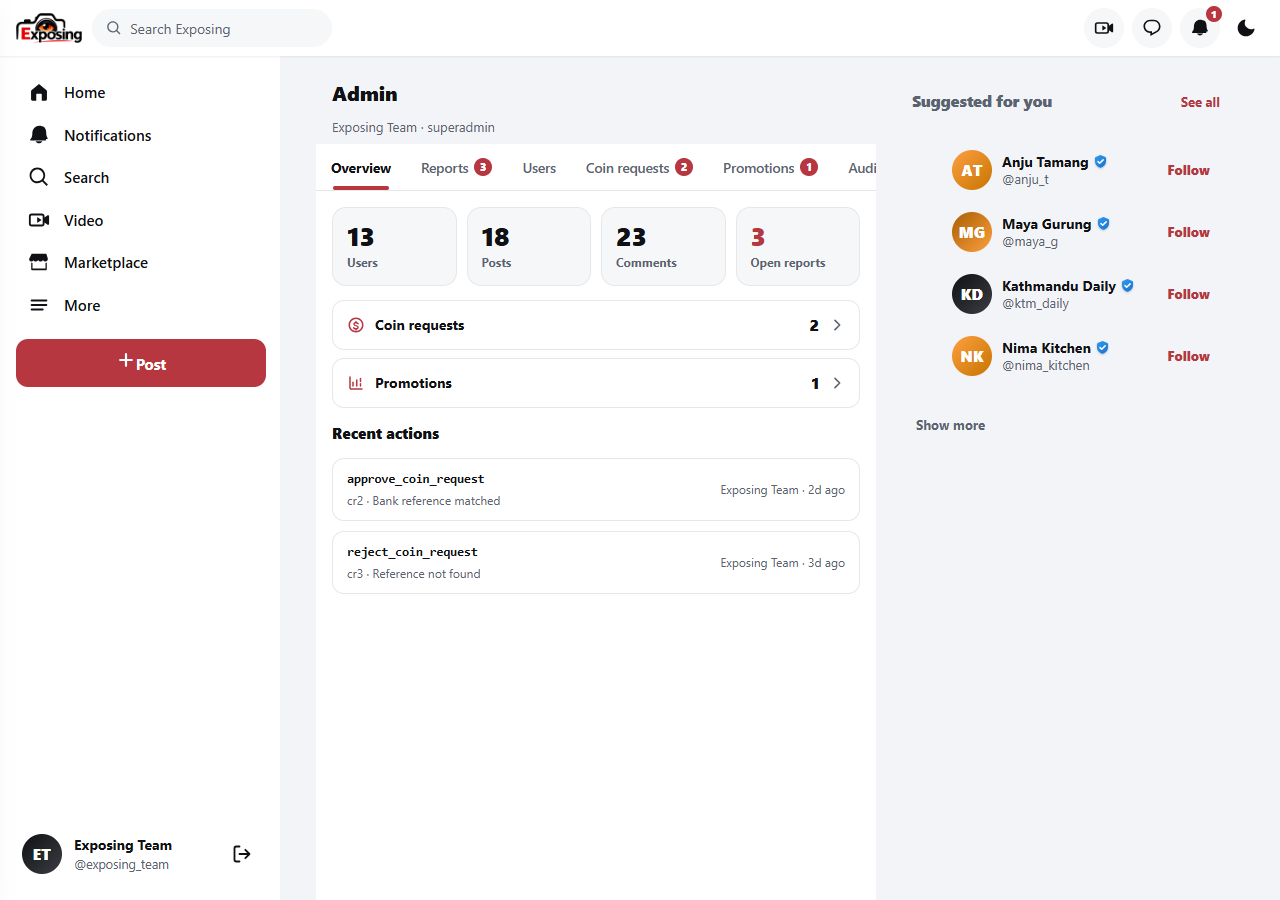 Exposing
Search Exposing
1
Home
Notifications
Search
Video
Marketplace
More
Post
ET
Exposing Team
@exposing_team
Admin
Exposing Team · superadmin
Overview
Reports 3
Users
Coin requests 2
Promotions 1
Audi
13
Users
18
Posts
23
Comments
3
Open reports
Coin requests 2
Promotions 1
Recent actions
approve_coin_request
cr2 · Bank reference matched
Exposing Team · 2d ago
reject_coin_request
cr3 · Reference not found
Exposing Team · 3d ago
Suggested for you
See all
AT
Anju Tamang
@anju_t
Follow
MG
Maya Gurung
@maya_g
Follow
KD
Kathmandu Daily
@ktm_daily
Follow
NK
Nima Kitchen
@nima_kitchen
Follow
Show more